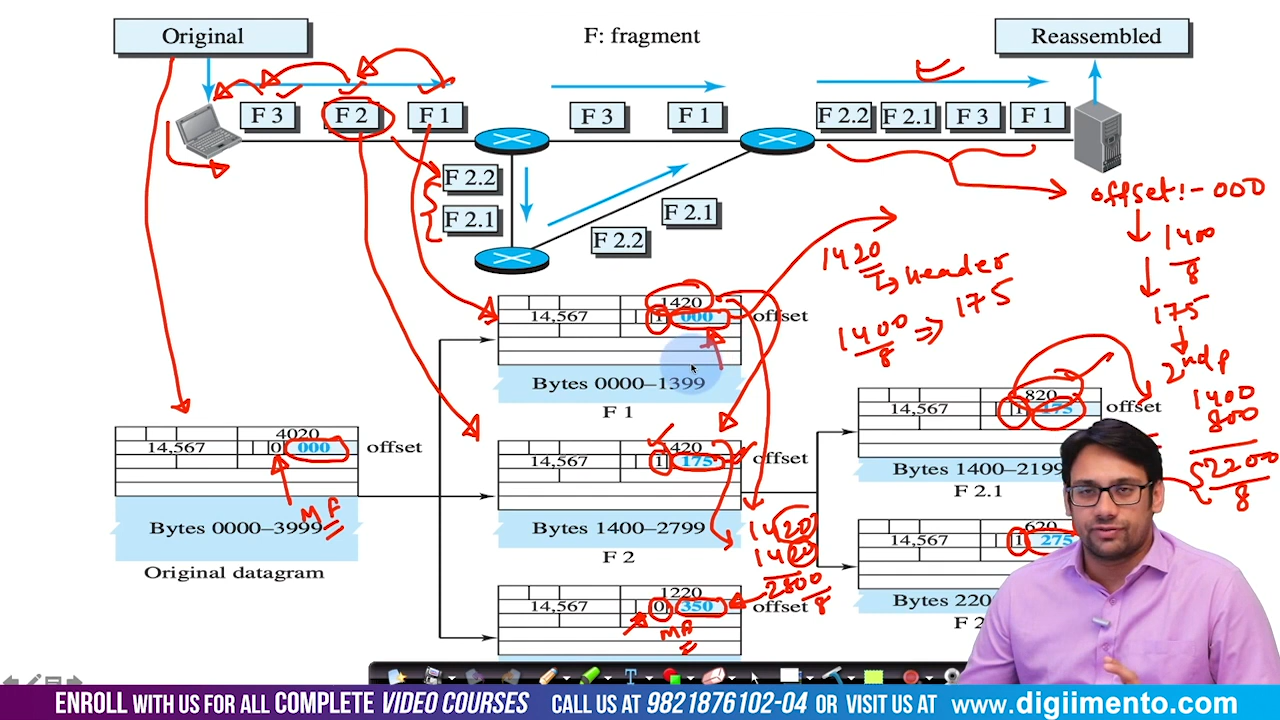 Original
F: fragment
Reassembled
F 3
F 2
F 1
F 3
F 1
F 2.2
F 2.1
F 3
F 1
F 2.2
F 2.1
F 2.1
F 2.2
offset:- 000
1400
8
175
2nd P
1400
800
2200
8
1420
header
1400
8
=> 175
1420
14,567
1
000
offset
Bytes 0000–1399
F 1
4020
14,567
0
000
offset
MF
Bytes 0000–3999
Original datagram
1420
14,567
1
175
offset
Bytes 1400–2799
F 2
1420
1420
2800
8
1220
14,567
0
350
offset
MF
820
14,567
1
175
offset
Bytes 1400–2199
F 2.1
620
14,567
1
275
Bytes 220
ENROLL WITH US FOR ALL COMPLETE VIDEO COURSES CALL US AT 9821876102-04 OR VISIT US AT www.digiimento.com